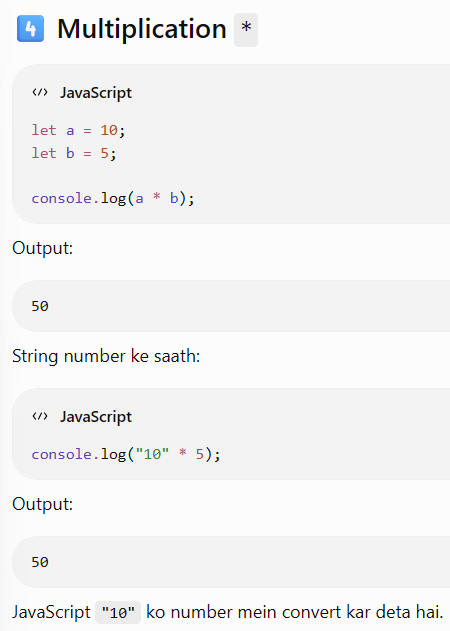 4 Multiplication *
</> JavaScript
let a = 10;
let b = 5;
console.log(a * b);
Output:
50
String number ke saath:
</> JavaScript
console.log("10" * 5);
Output:
50
JavaScript "10" ko number mein convert kar deta hai.